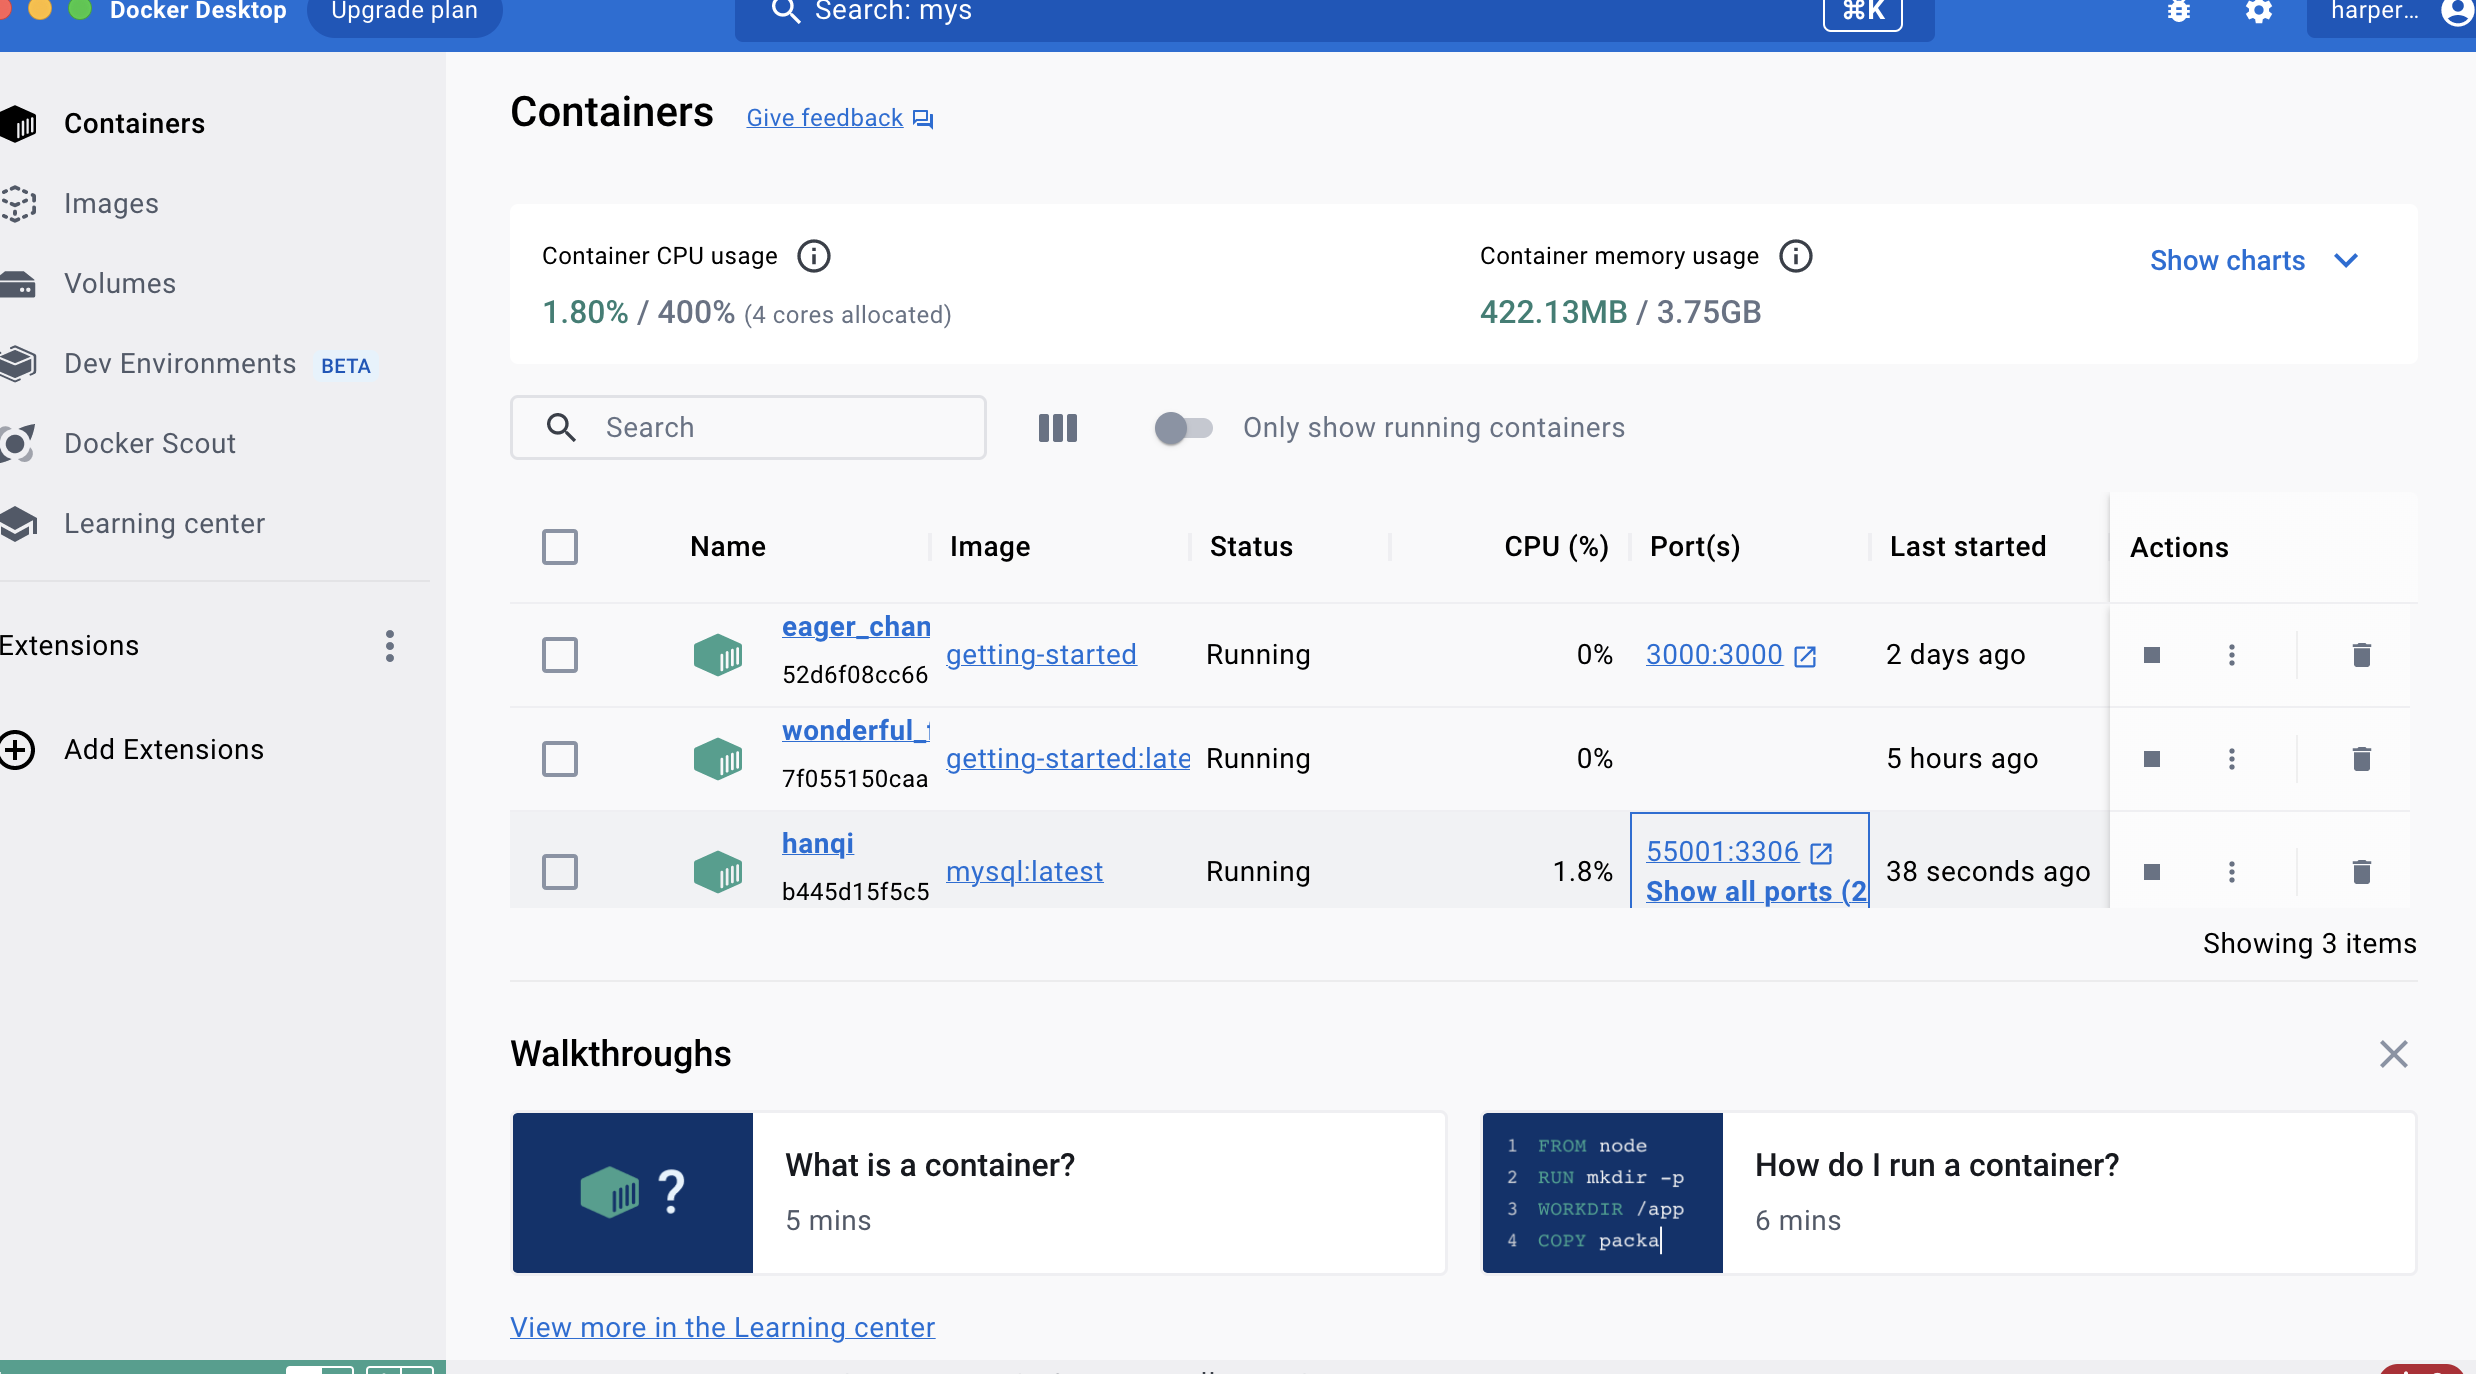 Docker Desktop Upgrade plan Search: mys ⌘K harper...
Containers
Images
Volumes
Dev Environments BETA
Docker Scout
Learning center
Extensions
Add Extensions
Containers Give feedback
Container CPU usage
1.80% / 400% (4 cores allocated)
Container memory usage
422.13MB / 3.75GB
Show charts
Search
Only show running containers
Name Image Status CPU (%) Port(s) Last started Actions
eager_chan
52d6f08cc66
getting-started Running 0% 3000:3000 2 days ago
wonderful_
7f055150caa
getting-started:late Running 0% 5 hours ago
hanqi
b445d15f5c5
mysql:latest Running 1.8% 55001:3306
Show all ports (2
38 seconds ago
Showing 3 items
Walkthroughs
?
What is a container?
5 mins
1 FROM node
2 RUN mkdir -p
3 WORKDIR /app
4 COPY packa
How do I run a container?
6 mins
View more in the Learning center